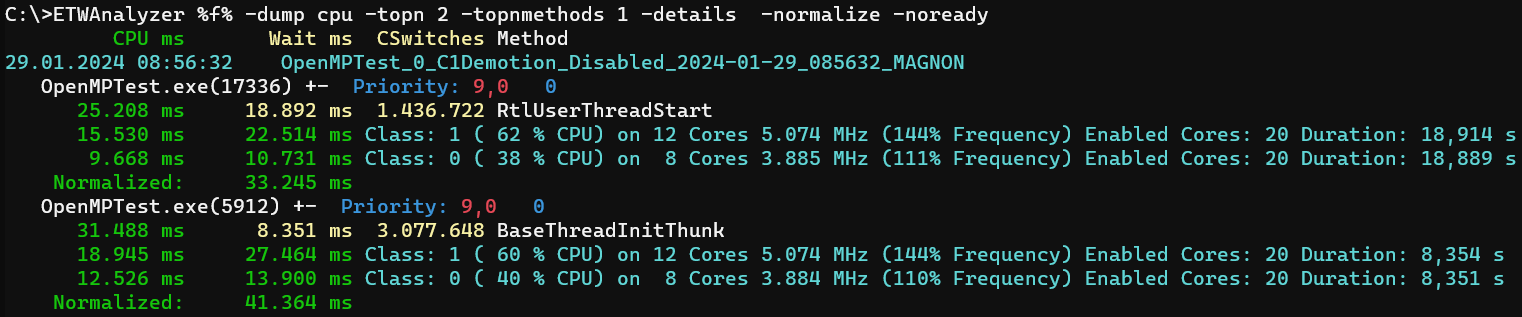 C:\>ETWAnalyzer %f% -dump cpu -topn 2 -topnmethods 1 -details  -normalize -noready
         CPU ms       Wait ms  CSwitches Method
29.01.2024 08:56:32    OpenMPTest_0_C1Demotion_Disabled_2024-01-29_085632_MAGNON
   OpenMPTest.exe(17336) +-  Priority: 9,0   0
      25.208 ms     18.892 ms  1.436.722 RtlUserThreadStart
      15.530 ms     22.514 ms Class: 1 ( 62 % CPU) on 12 Cores 5.074 MHz (144% Frequency) Enabled Cores: 20 Duration: 18,914 s
       9.668 ms     10.731 ms Class: 0 ( 38 % CPU) on  8 Cores 3.885 MHz (111% Frequency) Enabled Cores: 20 Duration: 18,889 s
    Normalized:     33.245 ms
   OpenMPTest.exe(5912) +-  Priority: 9,0   0
      31.488 ms      8.351 ms  3.077.648 BaseThreadInitThunk
      18.945 ms     27.464 ms Class: 1 ( 60 % CPU) on 12 Cores 5.074 MHz (144% Frequency) Enabled Cores: 20 Duration: 8,354 s
      12.526 ms     13.900 ms Class: 0 ( 40 % CPU) on  8 Cores 3.884 MHz (110% Frequency) Enabled Cores: 20 Duration: 8,351 s
    Normalized:     41.364 ms